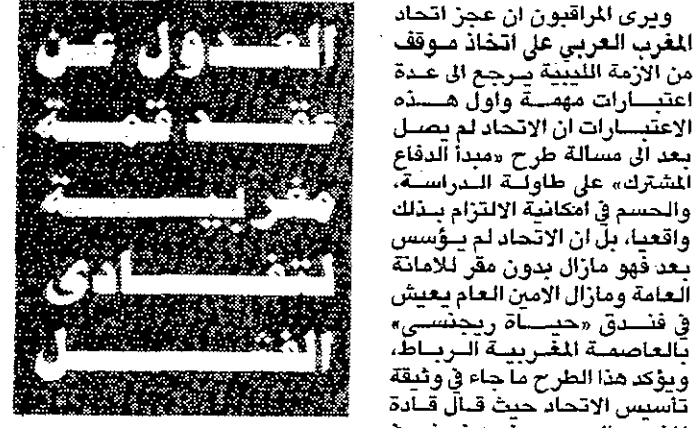 ويرى المراقبون ان عجز اتحاد
المغرب العربي على اتخاذ موقف
من الازمة الليبية يرجع الى عدة
اعتبارات مهمة واول هذه
الاعتبارات ان الاتحاد لم يصل
بعد الى مسالة طرح «مبدأ الدفاع
المشترك» على طاولة الدراسة،
والحسم في امكانية الالتزام بذلك
واقعيا، بل ان الاتحاد لم يؤسس
بعد فهو مازال بدون مقر للامانة
العامة ومازال الامين العام يعيش
في فندق «حياة ريجنسي»
بالعاصمة المغربية الرباط،
ويؤكد هذا الطرح ما جاء في وثيقة
تأسيس الاتحاد حيث قال قادة
العدول عن
عقد قمة
مغربية
لتفادى
الفشل